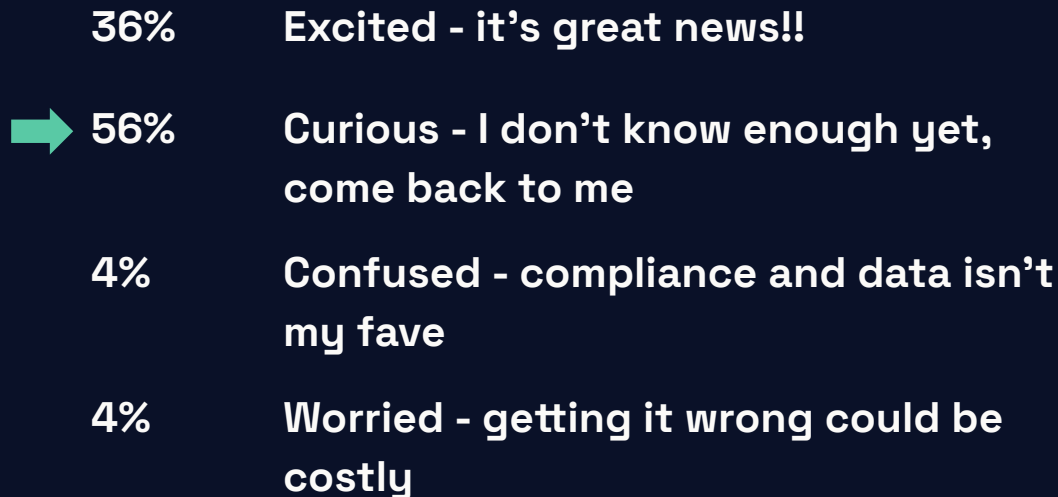 36% Excited - it's great news!!
56% Curious - I don't know enough yet,
come back to me
4% Confused - compliance and data isn't
my fave
4% Worried - getting it wrong could be
costly